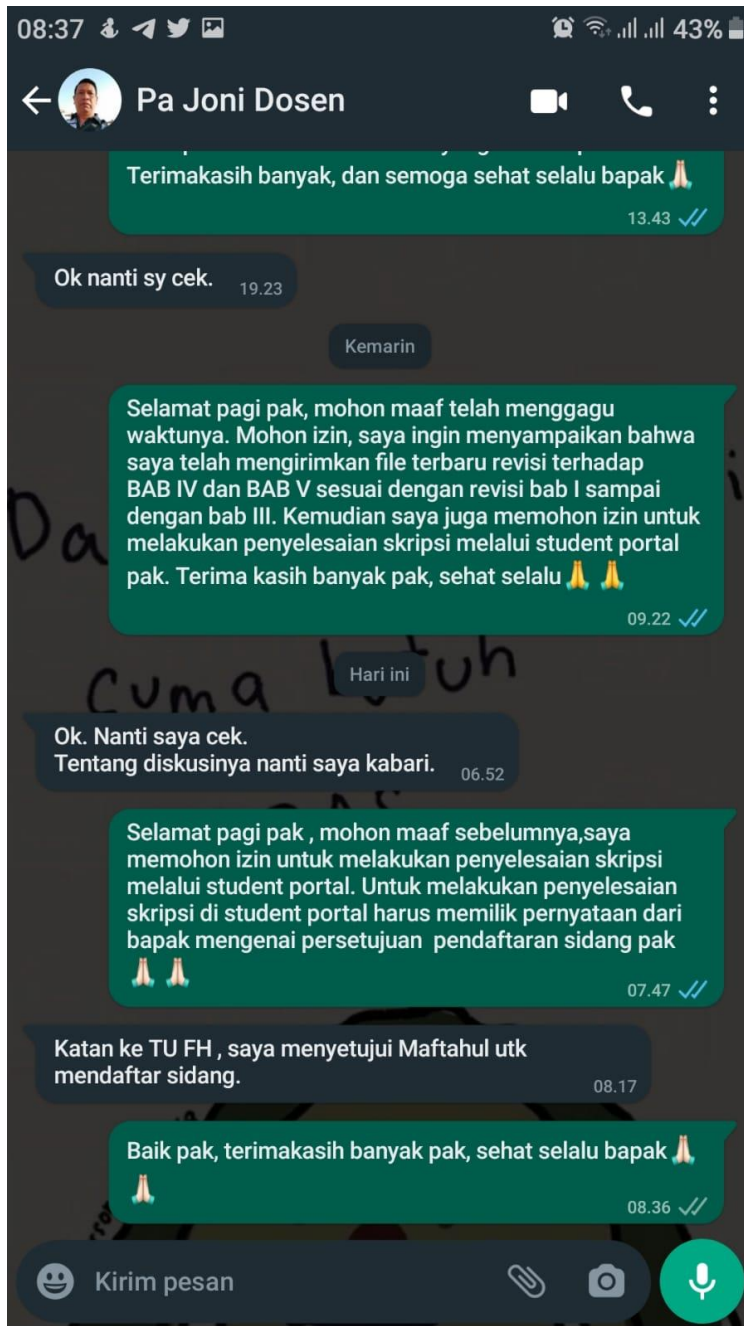 08:37
43%
Pa Joni Dosen
Terimakasih banyak, dan semoga sehat selalu bapak🙏🏻
13.43
Ok nanti sy cek.
19.23
Kemarin
Selamat pagi pak, mohon maaf telah menggagu
waktunya. Mohon izin, saya ingin menyampaikan bahwa
saya telah mengirimkan file terbaru revisi terhadap
BAB IV dan BAB V sesuai dengan revisi bab I sampai
dengan bab III. Kemudian saya juga memohon izin untuk
melakukan penyelesaian skripsi melalui student portal
pak. Terima kasih banyak pak, sehat selalu🙏 🙏
09.22
Da
Cuma
Hari ini
Ok. Nanti saya cek.
Tentang diskusinya nanti saya kabari.
06.52
Selamat pagi pak , mohon maaf sebelumnya,saya
memohon izin untuk melakukan penyelesaian skripsi
melalui student portal. Untuk melakukan penyelesaian
skripsi di student portal harus memilik pernyataan dari
bapak mengenai persetujuan  pendaftaran sidang pak
🙏🏻 🙏🏻
07.47
Katan ke TU FH , saya menyetujui Maftahul utk
mendaftar sidang.
08.17
Baik pak, terimakasih banyak pak, sehat selalu bapak🙏🏻
🙏🏻
08.36
Kirim pesan